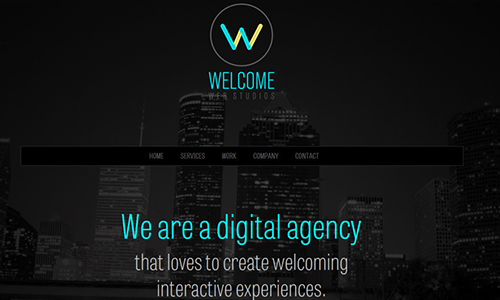 W
WELCOME
WEB STUDIOS
HOME SERVICES WORK COMPANY CONTACT
We are a digital agency
that loves to create welcoming
interactive experiences.